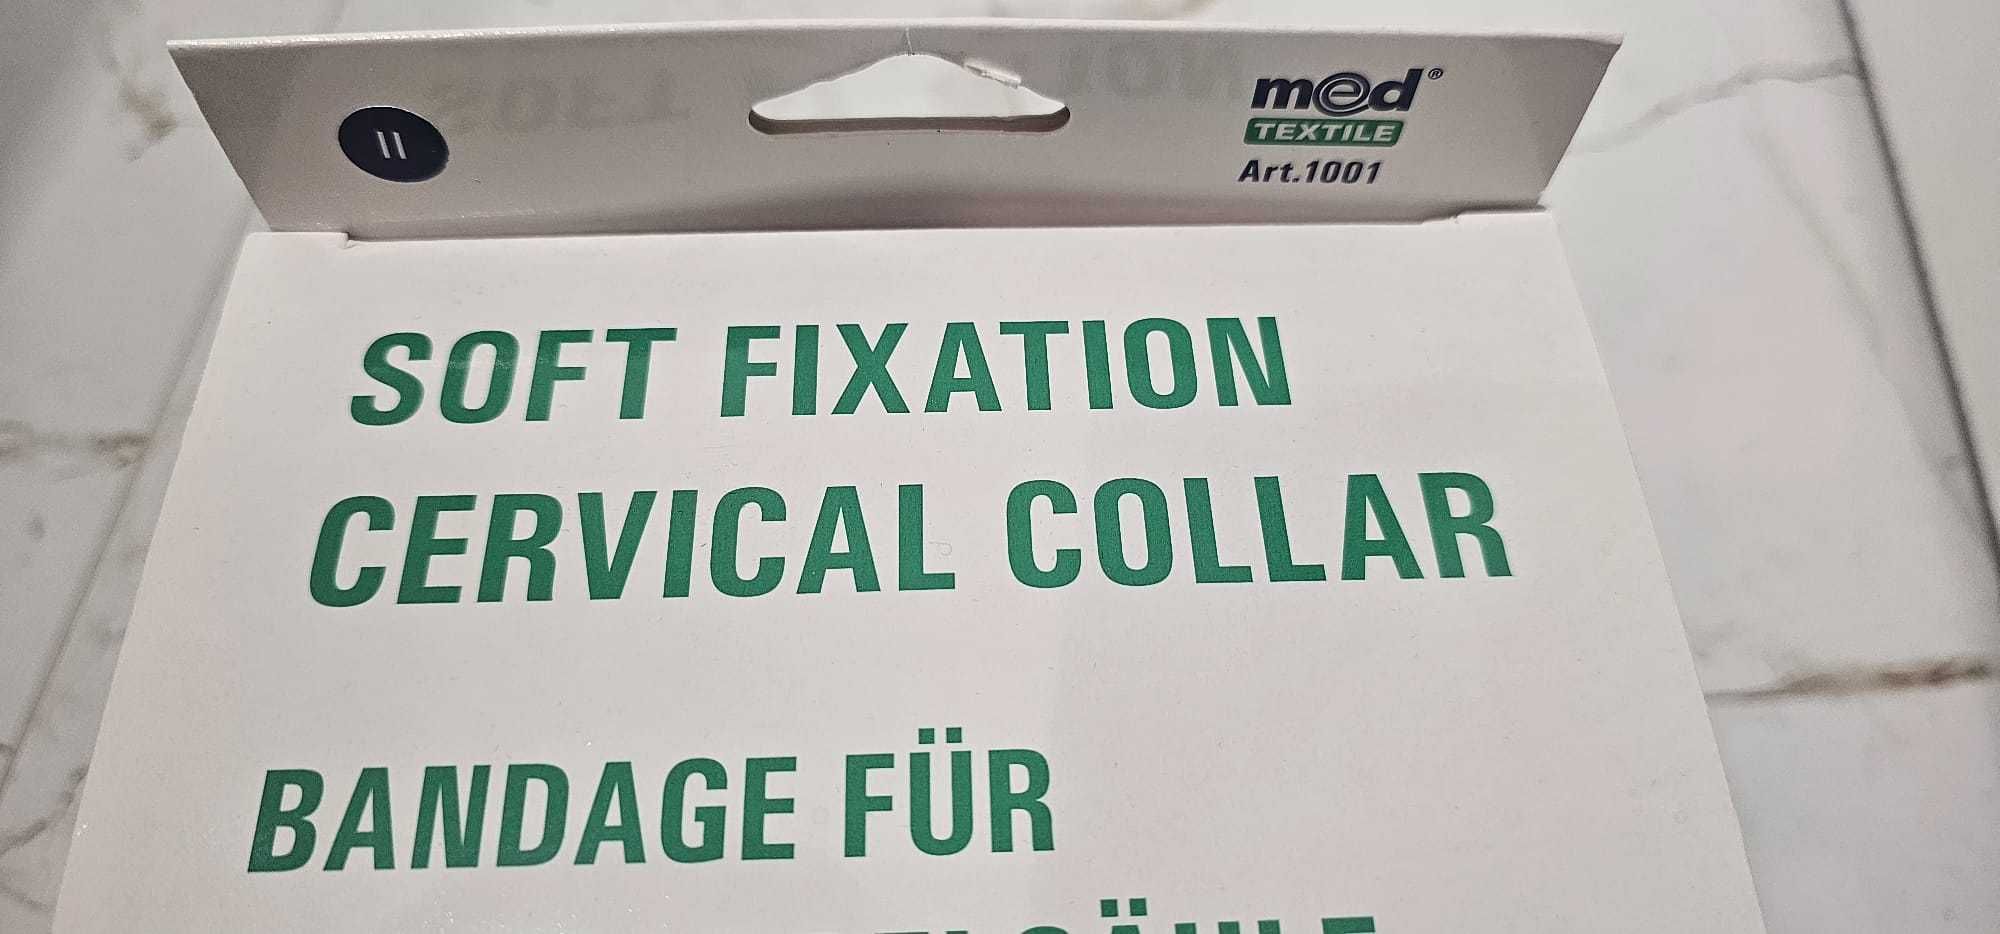 II
med®
TEXTILE
Art.1001
SOFT FIXATION
CERVICAL COLLAR
BANDAGE FÜR